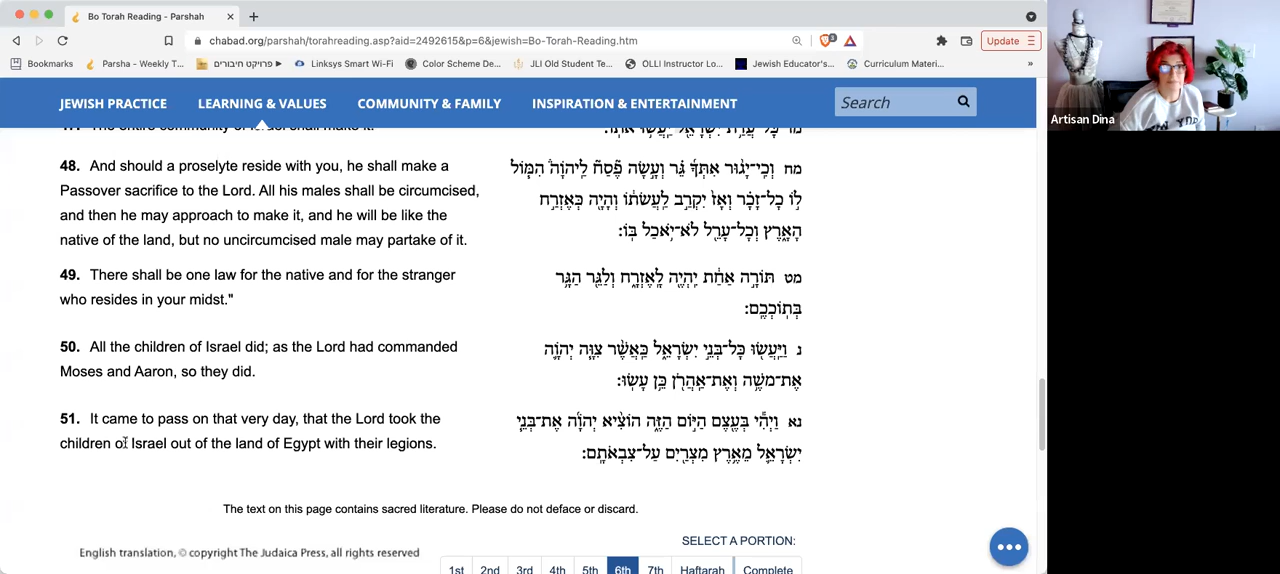 Bo Torah Reading - Parshah
chabad.org/parshah/torahreading.asp?aid=2492615&p=6&jewish=Bo-Torah-Reading.htm
Update
Bookmarks Parsha - Weekly T... פרוייקט חיבורים Linksys Smart Wi-Fi Color Scheme De... JLI Old Student Te... OLLI Instructor Lo... Jewish Educator's... Curriculum Materi... »
JEWISH PRACTICE LEARNING & VALUES COMMUNITY & FAMILY INSPIRATION & ENTERTAINMENT Search
48. And should a proselyte reside with you, he shall make a
Passover sacrifice to the Lord. All his males shall be circumcised,
and then he may approach to make it, and he will be like the
native of the land, but no uncircumcised male may partake of it.
מח וְכִֽי־יָג֨וּר אִתְּךָ֜ גֵּ֗ר וְעָ֣שָׂה פֶ֘סַח֘ לַֽיהוָֹה֒ הִמּ֧וֹל
ל֣וֹ כָל־זָכָ֗ר וְאָז֙ יִקְרַ֣ב לַֽעֲשׂת֔וֹ וְהָיָ֖ה כְּאֶזְרַ֣ח
הָאָ֑רֶץ וְכָל־עָרֵ֖ל לֹא־יֹ֥אכַל בּֽוֹ:
49. There shall be one law for the native and for the stranger
who resides in your midst."
מט תּוֹרָ֣ה אַחַ֔ת יִֽהְיֶ֖ה לָֽאֶזְרָ֑ח וְלַגֵּ֖ר הַגָּ֥ר
בְּתֽוֹכְכֶֽם:
50. All the children of Israel did; as the Lord had commanded
Moses and Aaron, so they did.
נ וַיַּֽעֲשׂ֖וּ כָּל־בְּנֵ֣י יִשְׂרָאֵ֑ל כַּֽאֲשֶׁ֨ר צִוָּ֧ה יְהוָֹ֛ה
אֶת־משֶׁ֥ה וְאֶת־אַֽהֲרֹ֖ן כֵּ֥ן עָשֽׂוּ:
51. It came to pass on that very day, that the Lord took the
children of Israel out of the land of Egypt with their legions.
נא וַיְהִ֕י בְּעֶ֖צֶם הַיּ֣וֹם הַזֶּ֑ה הוֹצִ֨יא יְהוָֹ֜ה אֶת־בְּנֵ֧י
יִשְׂרָאֵ֛ל מֵאֶ֥רֶץ מִצְרַ֖יִם עַל־צִבְאֹתָֽם:
The text on this page contains sacred literature. Please do not deface or discard.
SELECT A PORTION:
English translation, © copyright The Judaica Press, all rights reserved
1st 2nd 3rd 4th 5th 6th 7th Haftarah Complete
Artisan Dina